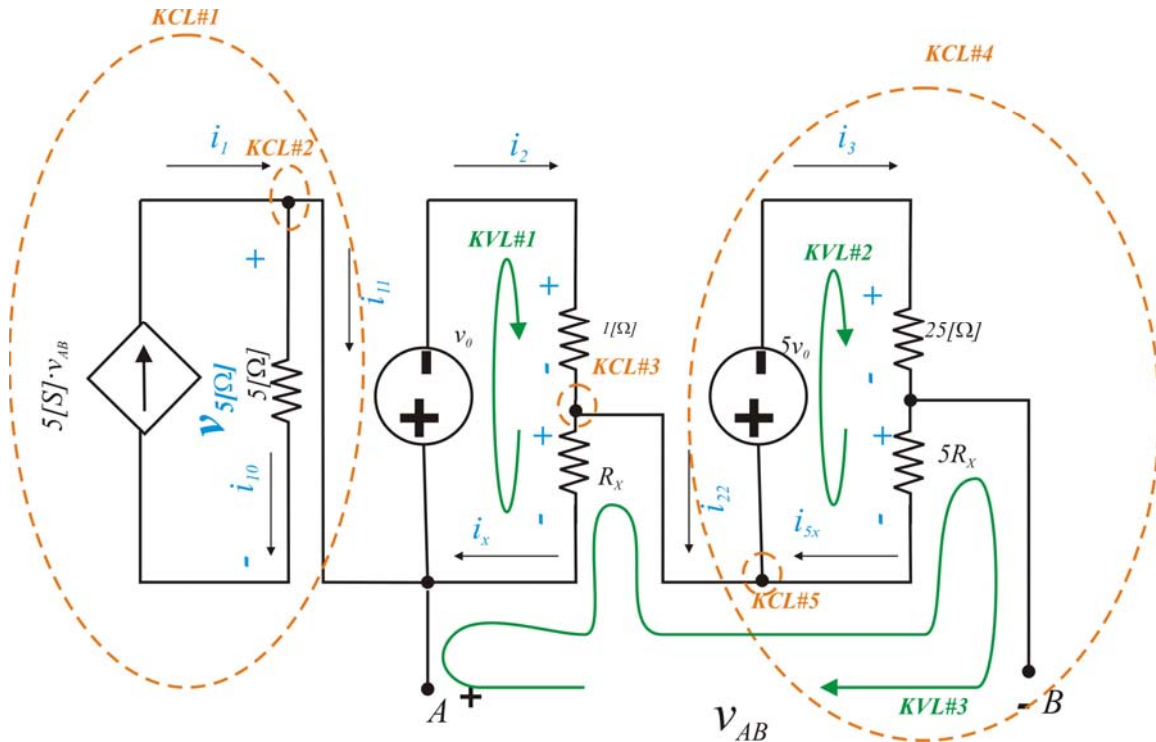 KCL#1
KCL#4
i1
KCL#2
i2
i3
KVL#1
KVL#2
+
+
+
i11
5[S]·vAB
v5[Ω]
5[Ω]
v0
1[Ω]
5v0
25[Ω]
-
+
-
KCL#3
-
+
+
+
RX
5RX
i10
i22
-
ix
-
i5x
-
KCL#5
A
+
vAB
KVL#3
-
B